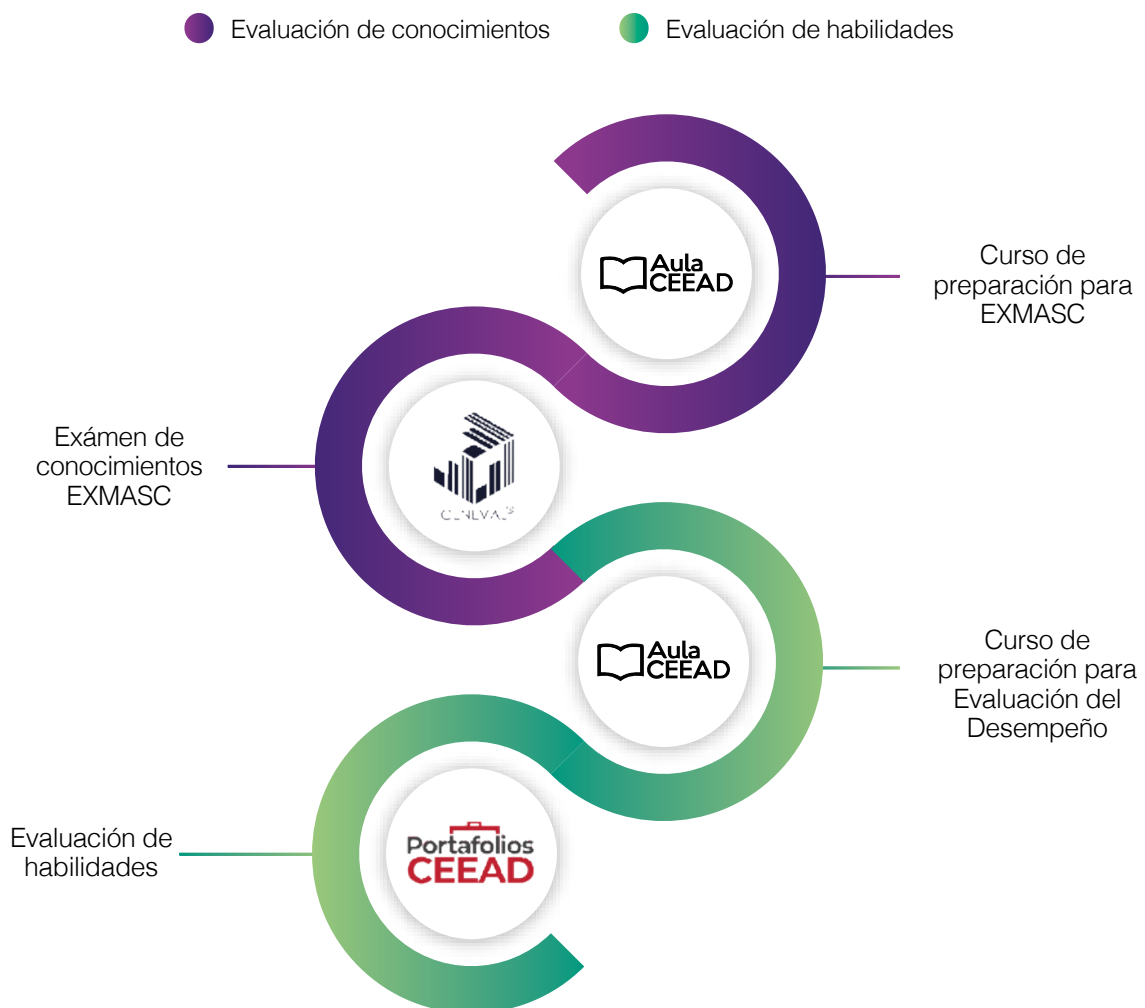 Evaluación de conocimientos
Evaluación de habilidades
Aula
CEEAD
Curso de
preparación para
EXMASC
Exámen de
conocimientos
EXMASC
CENEVAL®
Aula
CEEAD
Curso de
preparación para
Evaluación del
Desempeño
Evaluación de
habilidades
Portafolios
CEEAD